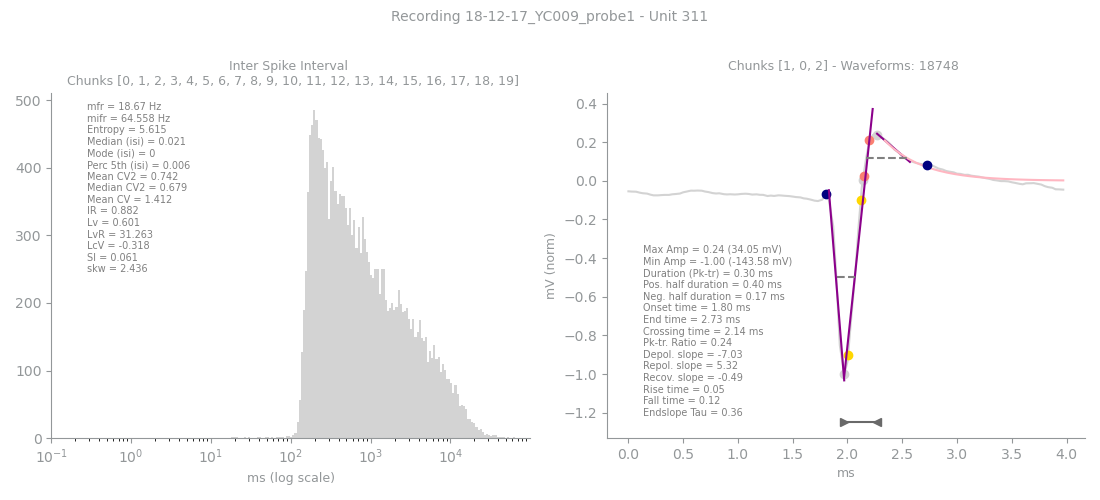 Recording 18-12-17_YC009_probe1 - Unit 311
Inter Spike Interval
Chunks [0, 1, 2, 3, 4, 5, 6, 7, 8, 9, 10, 11, 12, 13, 14, 15, 16, 17, 18, 19]
500
400
300
200
100
0
mfr = 18.67 Hz
mifr = 64.558 Hz
Entropy = 5.615
Median (isi) = 0.021
Mode (isi) = 0
Perc 5th (isi) = 0.006
Mean CV2 = 0.742
Median CV2 = 0.679
Mean CV = 1.412
IR = 0.882
Lv = 0.601
LvR = 31.263
LcV = -0.318
SI = 0.061
skw = 2.436
10⁻¹ 10⁰ 10¹ 10² 10³ 10⁴
ms (log scale)
Chunks [1, 0, 2] - Waveforms: 18748
mV (norm)
0.4
0.2
0.0
−0.2
−0.4
−0.6
−0.8
−1.0
−1.2
Max Amp = 0.24 (34.05 mV)
Min Amp = -1.00 (-143.58 mV)
Duration (Pk-tr) = 0.30 ms
Pos. half duration = 0.40 ms
Neg. half duration = 0.17 ms
Onset time = 1.80 ms
End time = 2.73 ms
Crossing time = 2.14 ms
Pk-tr. Ratio = 0.24
Depol. slope = -7.03
Repol. slope = 5.32
Recov. slope = -0.49
Rise time = 0.05
Fall time = 0.12
Endslope Tau = 0.36
0.0 0.5 1.0 1.5 2.0 2.5 3.0 3.5 4.0
ms